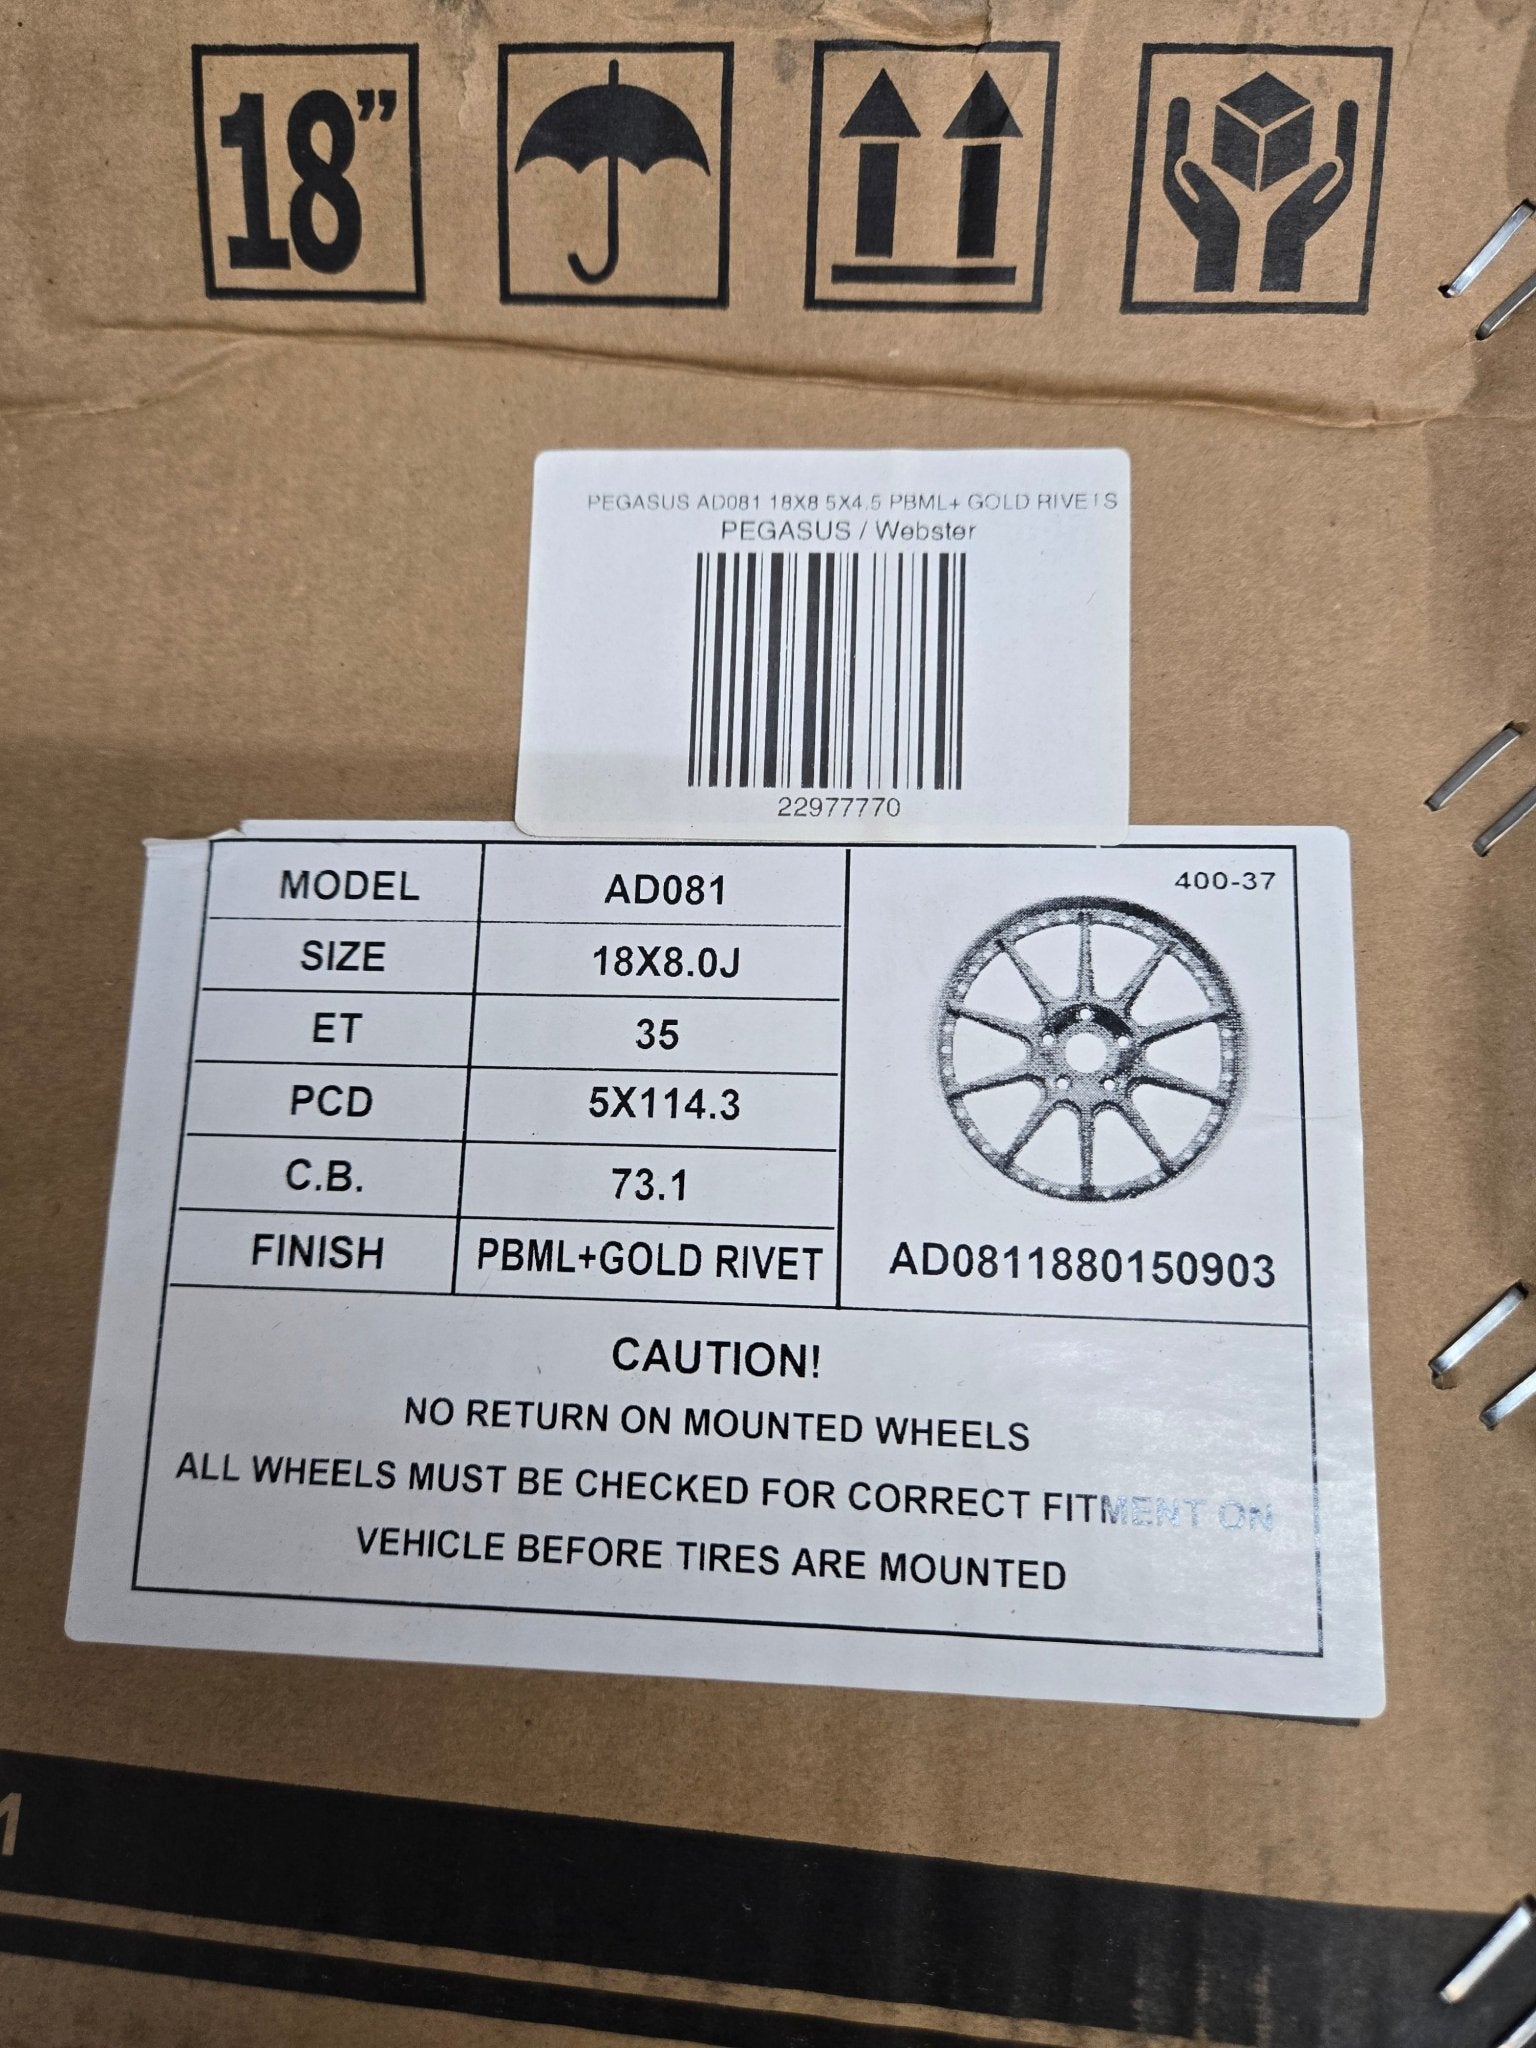 18”
PEGASUS AD081 18X8 5X4.5 PBML+ GOLD RIVETS
PEGASUS / Webster
22977770
MODEL AD081
SIZE 18X8.0J
ET 35
PCD 5X114.3
C.B. 73.1
FINISH PBML+GOLD RIVET
400-37
AD0811880150903
CAUTION!
NO RETURN ON MOUNTED WHEELS
ALL WHEELS MUST BE CHECKED FOR CORRECT FITMENT ON
VEHICLE BEFORE TIRES ARE MOUNTED